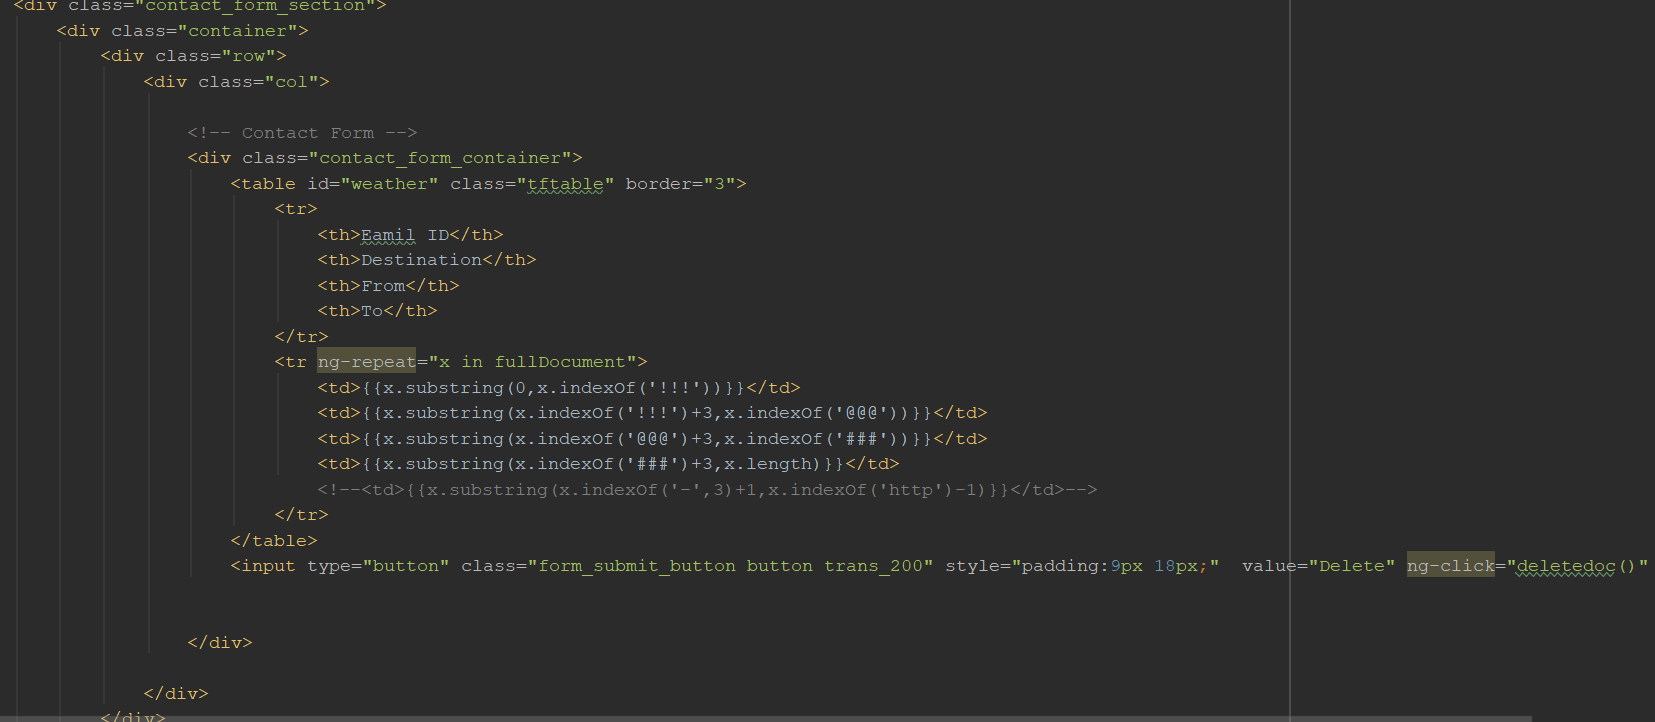 <div class="contact_form_section">
<div class="container">
<div class="row">
<div class="col">
<!-- Contact Form -->
<div class="contact_form_container">
<table id="weather" class="tftable" border="3">
<tr>
<th>Eamil ID</th>
<th>Destination</th>
<th>From</th>
<th>To</th>
</tr>
<tr ng-repeat="x in fullDocument">
<td>{{x.substring(0,x.indexOf('!!!'))}}</td>
<td>{{x.substring(x.indexOf('!!!')+3,x.indexOf('@@@'))}}</td>
<td>{{x.substring(x.indexOf('@@@')+3,x.indexOf('###'))}}</td>
<td>{{x.substring(x.indexOf('###')+3,x.length)}}</td>
<!--<td>{{x.substring(x.indexOf('-',3)+1,x.indexOf('http')-1)}}</td>-->
</tr>
</table>
<input type="button" class="form_submit_button button trans_200" style="padding:9px 18px;"  value="Delete" ng-click="deletedoc()"
</div>
</div>
</div>